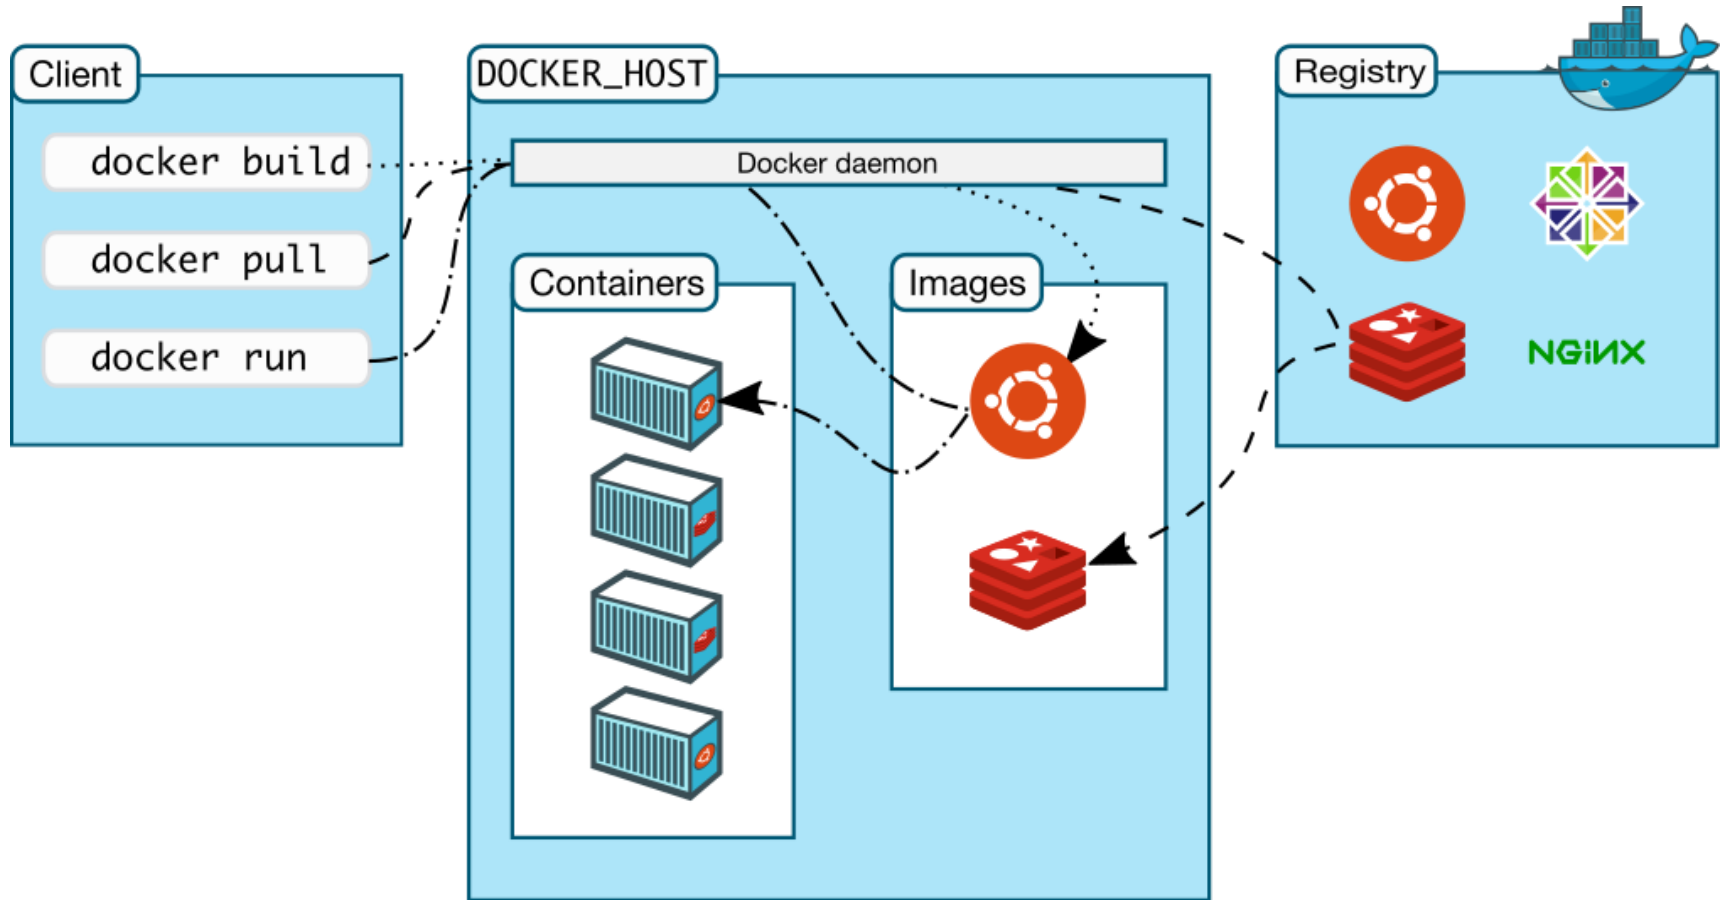 Client
docker build
docker pull
docker run
DOCKER_HOST
Docker daemon
Containers
Images
Registry
NGINX